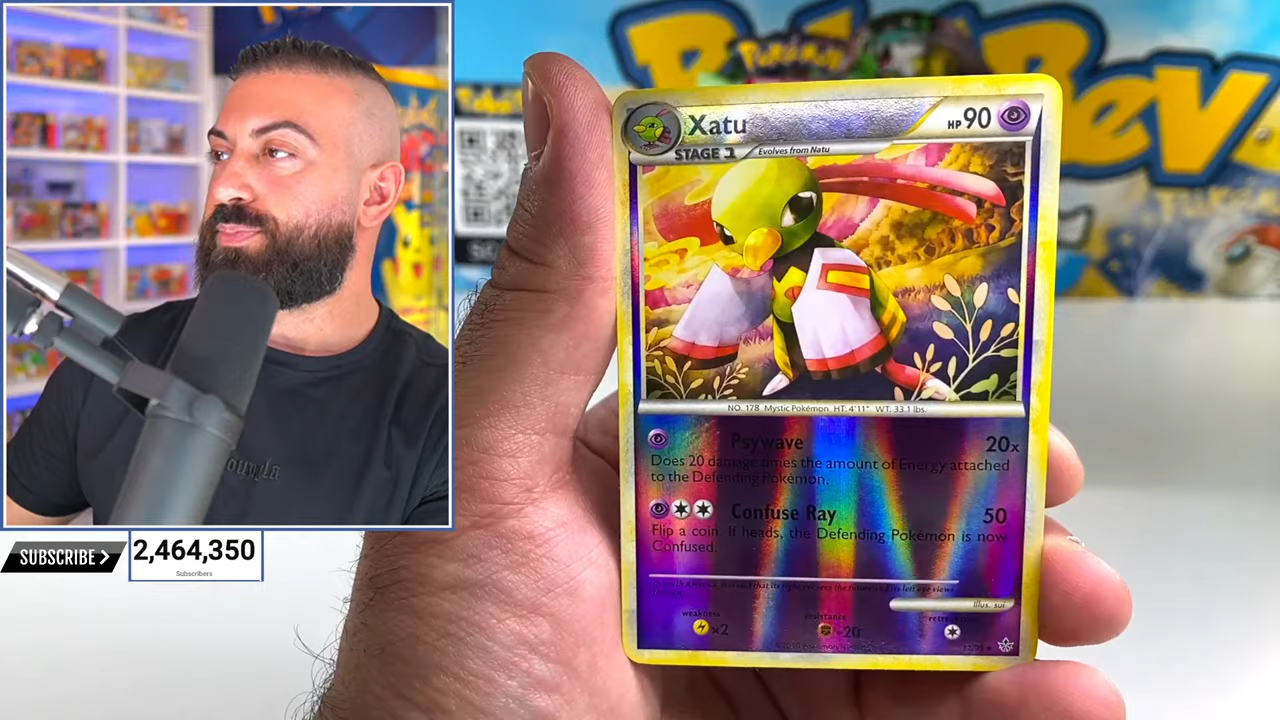 Pokémon
PokéRev
Xatu
HP 90
STAGE 1
Evolves from Natu
NO. 178 Mystic Pokémon HT: 4'11" WT: 33.1 lbs.
Psywave 20x
Does 20 damage times the amount of Energy attached
to the Defending Pokémon.
Confuse Ray 50
Flip a coin. If heads, the Defending Pokémon is now
Confused.
Illus. sui
weakness
×2
resistance
-20
retreat
SUBSCRIBE
2,464,350
Subscribers